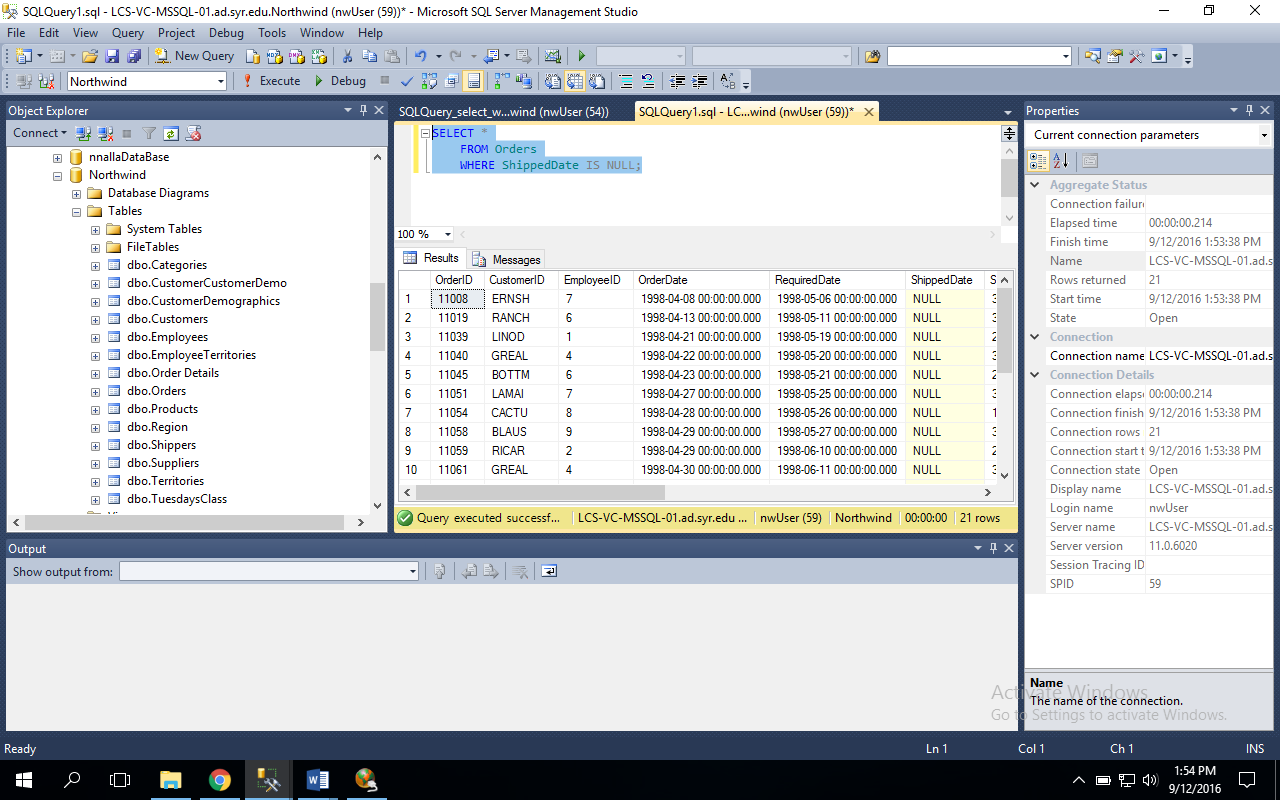 SQLQuery1.sql - LCS-VC-MSSQL-01.ad.syr.edu.Northwind (nwUser (59))* - Microsoft SQL Server Management Studio
File Edit View Query Project Debug Tools Window Help
New Query
Northwind Execute Debug
Object Explorer
Connect
nnallaDataBase
Northwind
Database Diagrams
Tables
System Tables
FileTables
dbo.Categories
dbo.CustomerCustomerDemo
dbo.CustomerDemographics
dbo.Customers
dbo.Employees
dbo.EmployeeTerritories
dbo.Order Details
dbo.Orders
dbo.Products
dbo.Region
dbo.Shippers
dbo.Suppliers
dbo.Territories
dbo.TuesdaysClass
SQLQuery_select_w...wind (nwUser (54)) SQLQuery1.sql - LC...wind (nwUser (59))*
SELECT *
FROM Orders
WHERE ShippedDate IS NULL;
100 %
Results Messages
OrderID CustomerID EmployeeID OrderDate RequiredDate ShippedDate S
1 11008 ERNSH 7 1998-04-08 00:00:00.000 1998-05-06 00:00:00.000 NULL 3
2 11019 RANCH 6 1998-04-13 00:00:00.000 1998-05-11 00:00:00.000 NULL 3
3 11039 LINOD 1 1998-04-21 00:00:00.000 1998-05-19 00:00:00.000 NULL 2
4 11040 GREAL 4 1998-04-22 00:00:00.000 1998-05-20 00:00:00.000 NULL 3
5 11045 BOTTM 6 1998-04-23 00:00:00.000 1998-05-21 00:00:00.000 NULL 2
6 11051 LAMAI 7 1998-04-27 00:00:00.000 1998-05-25 00:00:00.000 NULL 3
7 11054 CACTU 8 1998-04-28 00:00:00.000 1998-05-26 00:00:00.000 NULL 1
8 11058 BLAUS 9 1998-04-29 00:00:00.000 1998-05-27 00:00:00.000 NULL 3
9 11059 RICAR 2 1998-04-29 00:00:00.000 1998-06-10 00:00:00.000 NULL 2
10 11061 GREAL 4 1998-04-30 00:00:00.000 1998-06-11 00:00:00.000 NULL 3
Query executed successf... LCS-VC-MSSQL-01.ad.syr.edu ... nwUser (59) Northwind 00:00:00 21 rows
Properties
Current connection parameters
Aggregate Status
Connection failure
Elapsed time 00:00:00.214
Finish time 9/12/2016 1:53:38 PM
Name LCS-VC-MSSQL-01.ad.s
Rows returned 21
Start time 9/12/2016 1:53:38 PM
State Open
Connection
Connection name LCS-VC-MSSQL-01.ad.s
Connection Details
Connection elaps 00:00:00.214
Connection finish 9/12/2016 1:53:38 PM
Connection rows 21
Connection start t 9/12/2016 1:53:38 PM
Connection state Open
Display name LCS-VC-MSSQL-01.ad.s
Login name nwUser
Server name LCS-VC-MSSQL-01.ad.s
Server version 11.0.6020
Session Tracing ID
SPID 59
Name
The name of the connection.
Activate Windows
Go to Settings to activate Windows.
Output
Show output from:
Ready Ln 1 Col 1 Ch 1 INS
1:54 PM
9/12/2016